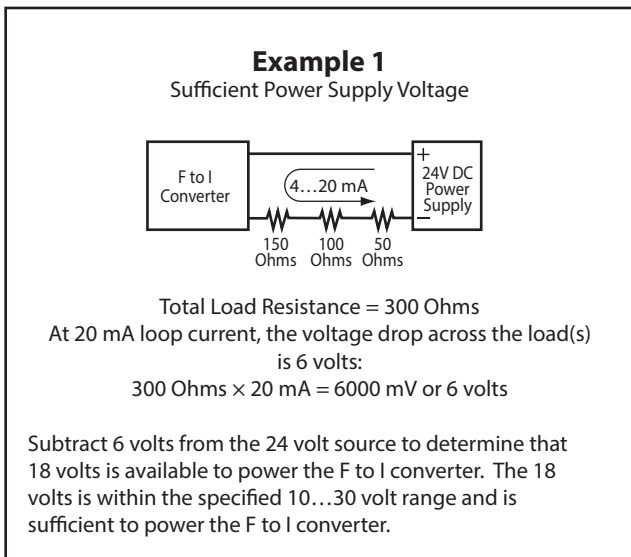 Example 1
Sufficient Power Supply Voltage
F to I
Converter
4…20 mA
+
24V DC
Power
Supply
–
150
Ohms
100
Ohms
50
Ohms
Total Load Resistance = 300 Ohms
At 20 mA loop current, the voltage drop across the load(s)
is 6 volts:
300 Ohms × 20 mA = 6000 mV or 6 volts
Subtract 6 volts from the 24 volt source to determine that
18 volts is available to power the F to I converter. The 18
volts is within the specified 10…30 volt range and is
sufficient to power the F to I converter.